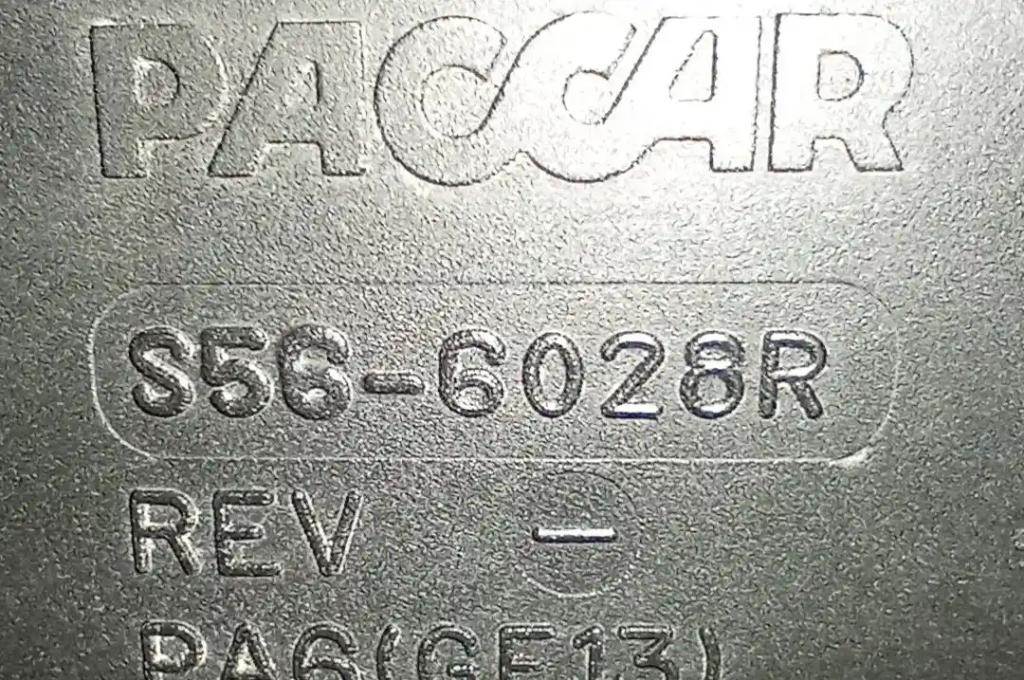 PACCAR
S56-6028R
REV -
PA6(GF13)